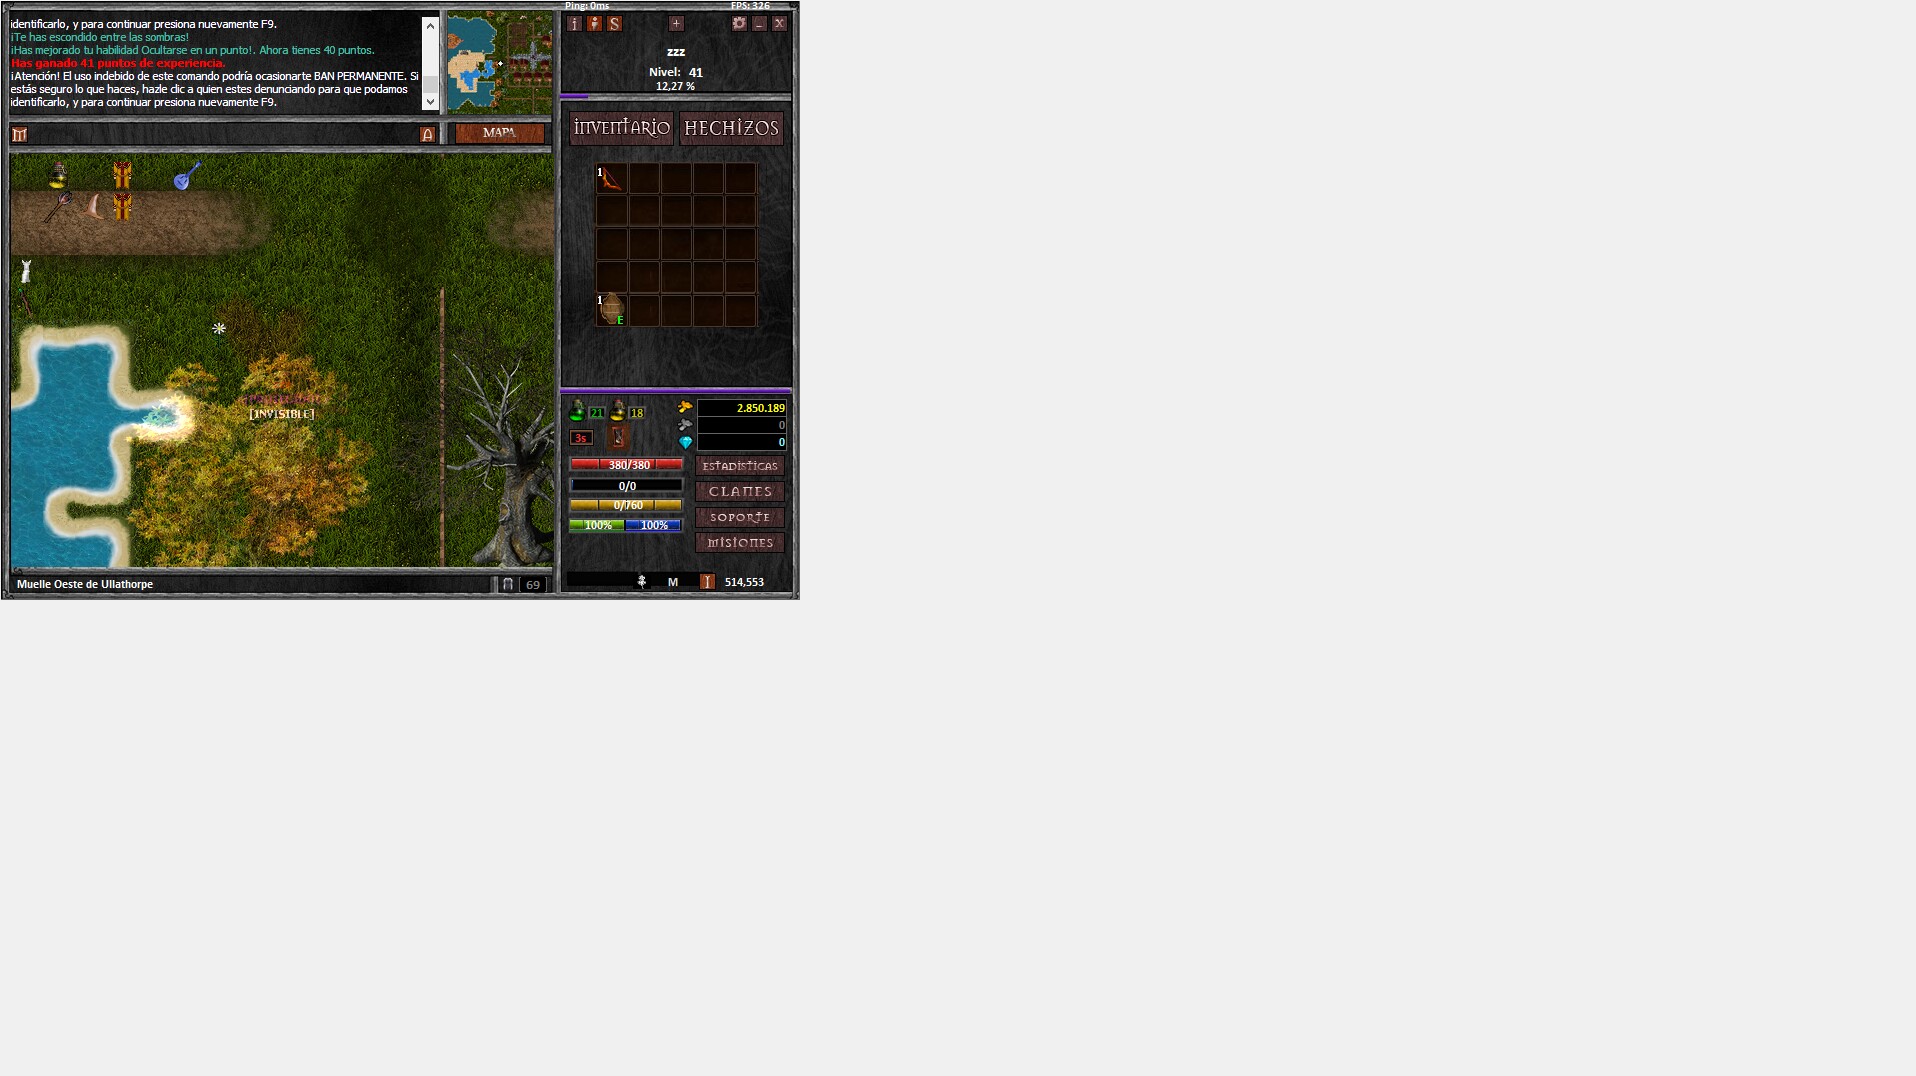 Ping: 0ms
FPS: 326
identificarlo, y para continuar presiona nuevamente F9.
¡Te has escondido entre las sombras!
¡Has mejorado tu habilidad Ocultarse en un punto!. Ahora tienes 40 puntos.
Has ganado 41 puntos de experiencia.
¡Atención! El uso indebido de este comando podría ocasionarte BAN PERMANENTE. Si
estás seguro lo que haces, hazle clic a quien estes denunciando para que podamos
identificarlo, y para continuar presiona nuevamente F9.
i
S
+
_
X
zzz
Nivel: 41
12,27 %
M
A
MAPA
INVENTARIO
HECHIZOS
1
1
E
[INVISIBLE]
21
18
2.850.189
0
3s
0
380/380
ESTADISTICAS
0/0
CLANES
0/760
SOPORTE
100%
100%
MISIONES
Muelle Oeste de Ullathorpe
69
M
514,553